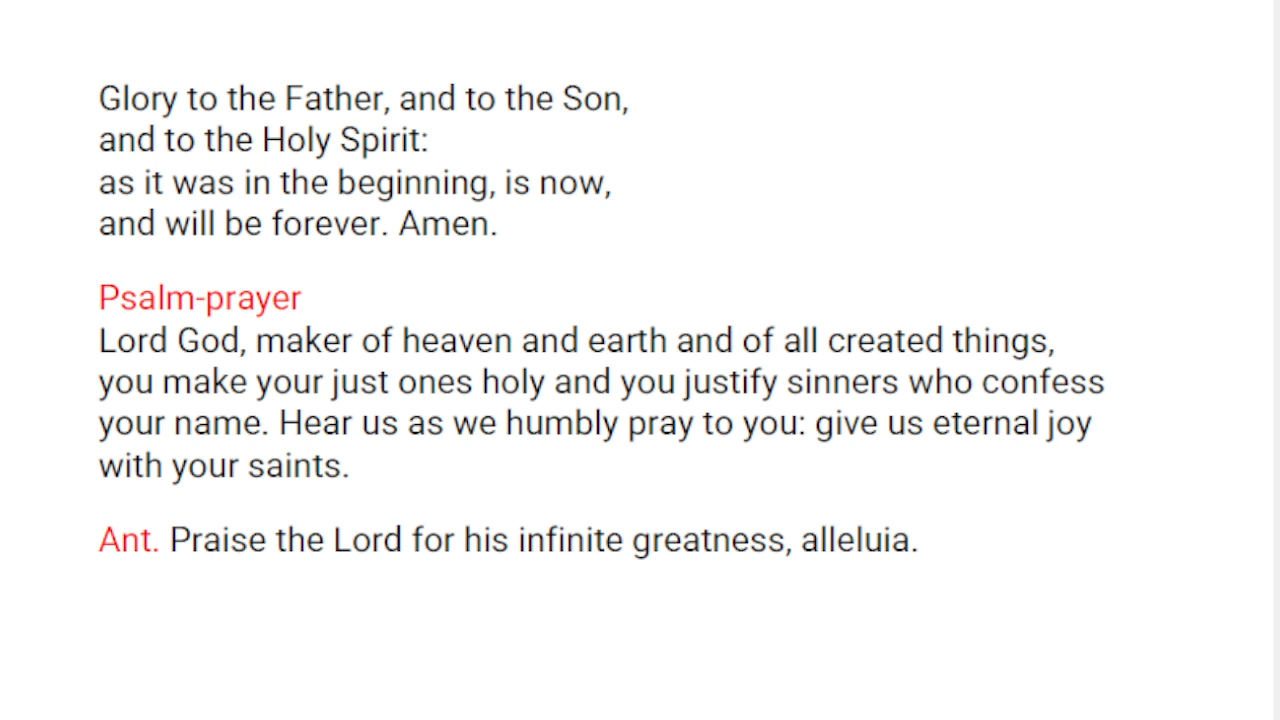 Glory to the Father, and to the Son,
and to the Holy Spirit:
as it was in the beginning, is now,
and will be forever. Amen.
Psalm-prayer
Lord God, maker of heaven and earth and of all created things,
you make your just ones holy and you justify sinners who confess
your name. Hear us as we humbly pray to you: give us eternal joy
with your saints.
Ant. Praise the Lord for his infinite greatness, alleluia.